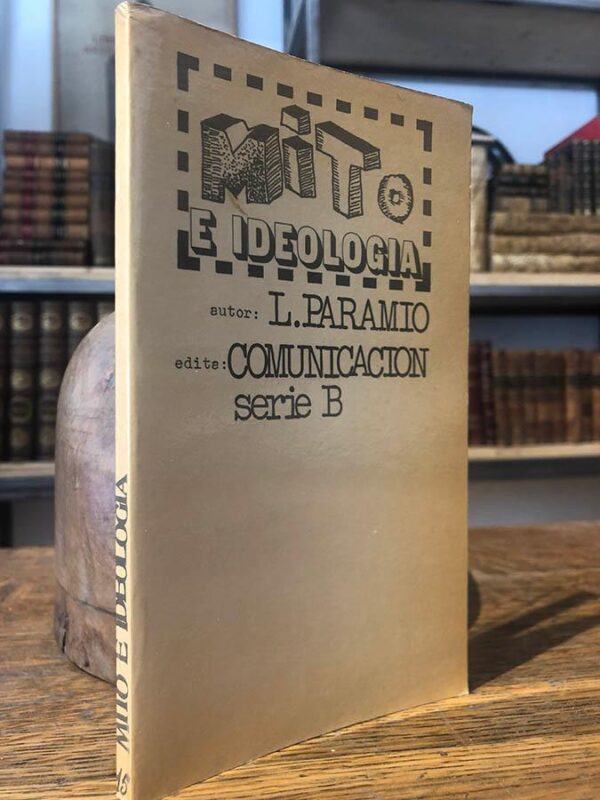 MiTo
E IDEOLOGIA
autor: L.PARAMIO
edita: COMUNICACION
serie B
15 MITO E IDEOLOGIA